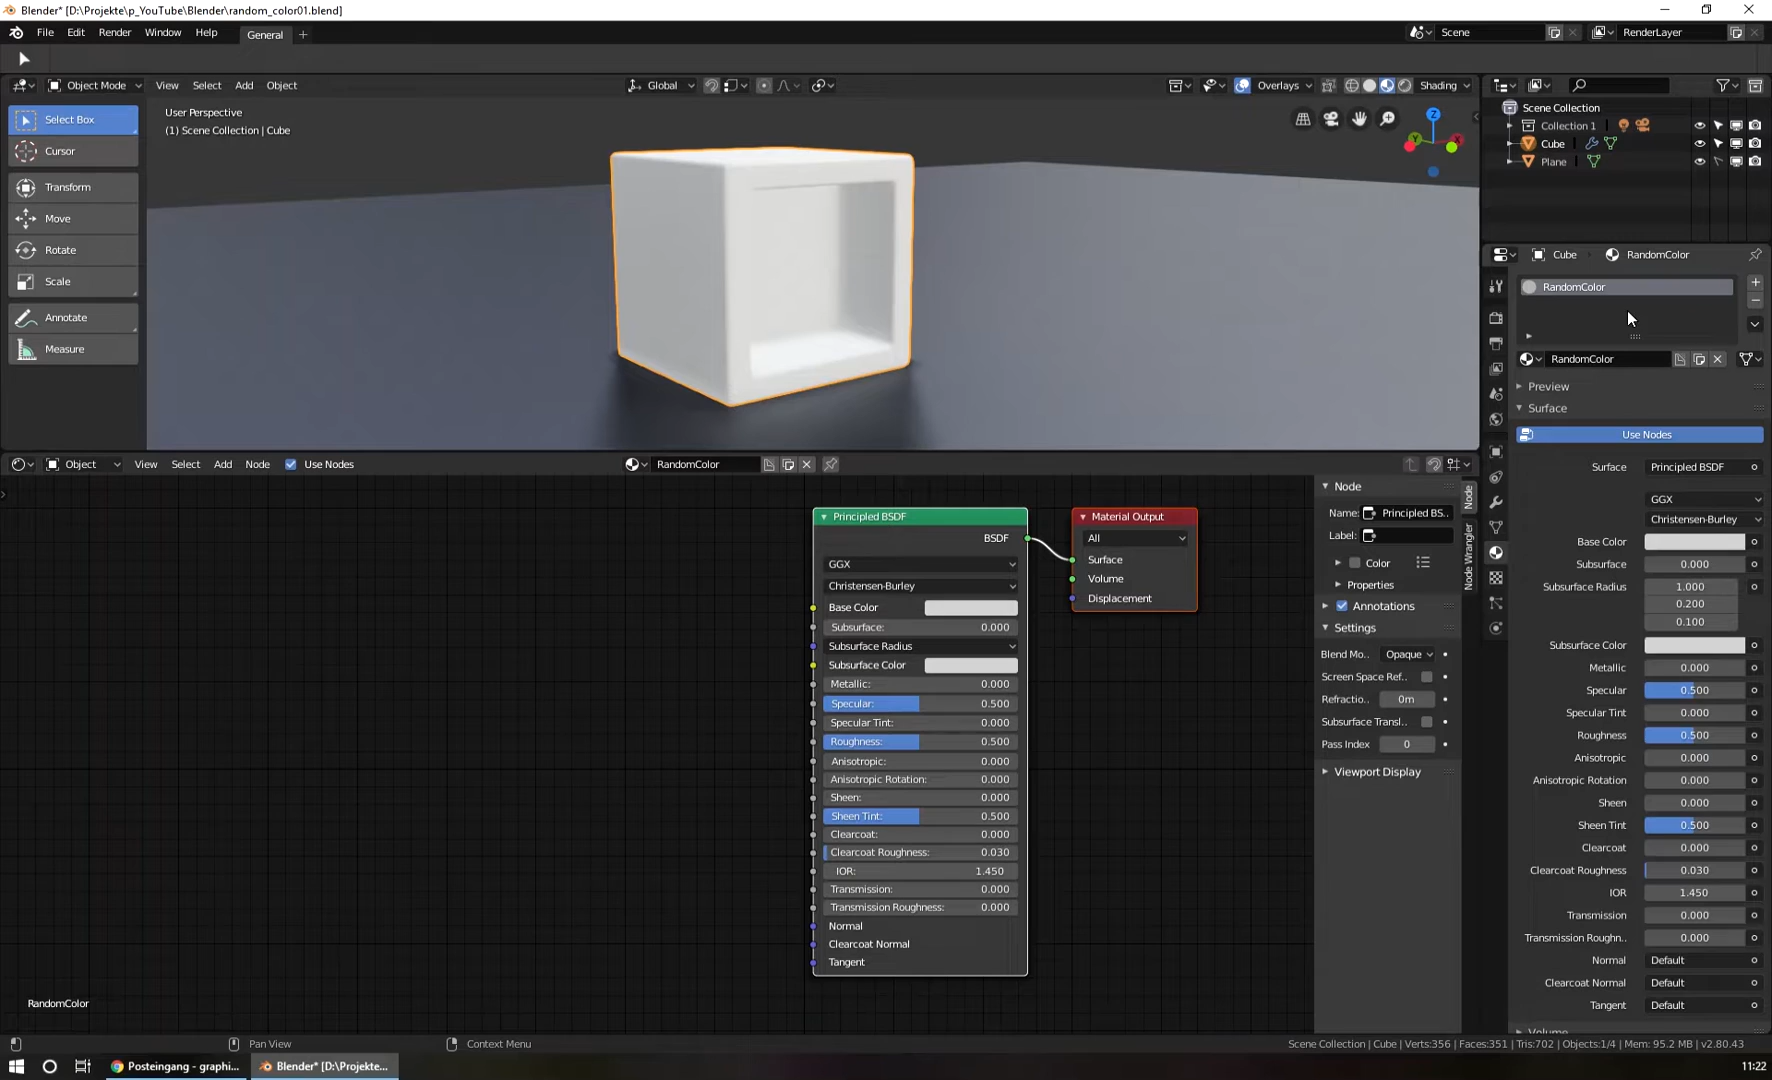 Blender* [D:\Projekte\p_YouTube\Blender\random_color01.blend]
File Edit Render Window Help General + Scene RenderLayer
Object Mode View Select Add Object Global Overlays Shading
User Perspective
(1) Scene Collection | Cube
Select Box
Cursor
Transform
Move
Rotate
Scale
Annotate
Measure
Z
Scene Collection
Collection 1
Cube
Plane
Cube RandomColor
RandomColor
RandomColor
Preview
Surface
Use Nodes
Surface Principled BSDF
GGX
Christensen-Burley
Base Color
Subsurface 0.000
Subsurface Radius 1.000
0.200
0.100
Subsurface Color
Metallic 0.000
Specular 0.500
Specular Tint 0.000
Roughness 0.500
Anisotropic 0.000
Anisotropic Rotation 0.000
Sheen 0.000
Sheen Tint 0.500
Clearcoat 0.000
Clearcoat Roughness 0.030
IOR 1.450
Transmission 0.000
Transmission Roughn.. 0.000
Normal Default
Clearcoat Normal Default
Tangent Default
Volume
Object View Select Add Node Use Nodes RandomColor
Principled BSDF
BSDF
GGX
Christensen-Burley
Base Color
Subsurface: 0.000
Subsurface Radius
Subsurface Color
Metallic: 0.000
Specular: 0.500
Specular Tint: 0.000
Roughness: 0.500
Anisotropic: 0.000
Anisotropic Rotation: 0.000
Sheen: 0.000
Sheen Tint: 0.500
Clearcoat: 0.000
Clearcoat Roughness: 0.030
IOR: 1.450
Transmission: 0.000
Transmission Roughness: 0.000
Normal
Clearcoat Normal
Tangent
Material Output
All
Surface
Volume
Displacement
Node
Name: Principled BS..
Label:
Color
Properties
Annotations
Settings
Blend Mo.. Opaque
Screen Space Ref..
Refractio.. 0m
Subsurface Transl..
Pass Index 0
Viewport Display
Node
Node Wrangler
RandomColor
Pan View Context Menu Scene Collection | Cube | Verts:356 | Faces:351 | Tris:702 | Objects:1/4 | Mem: 95.2 MB | v2.80.43
Posteingang - graphi... Blender* [D:\Projekte... 11:22